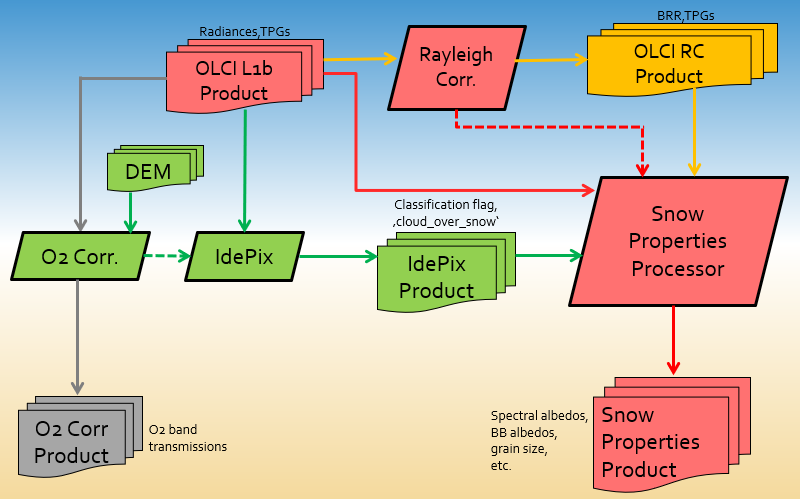 Radiances,TPGs
BRR,TPGs
OLCI L1b
Product
Rayleigh
Corr.
OLCI RC
Product
DEM
Classification flag,
‚cloud_over_snow‘
Snow
Properties
Processor
O2 Corr.
IdePix
IdePix
Product
O2 Corr
Product
O2 band
transmissions
Spectral albedos,
BB albedos,
grain size,
etc.
Snow
Properties
Product